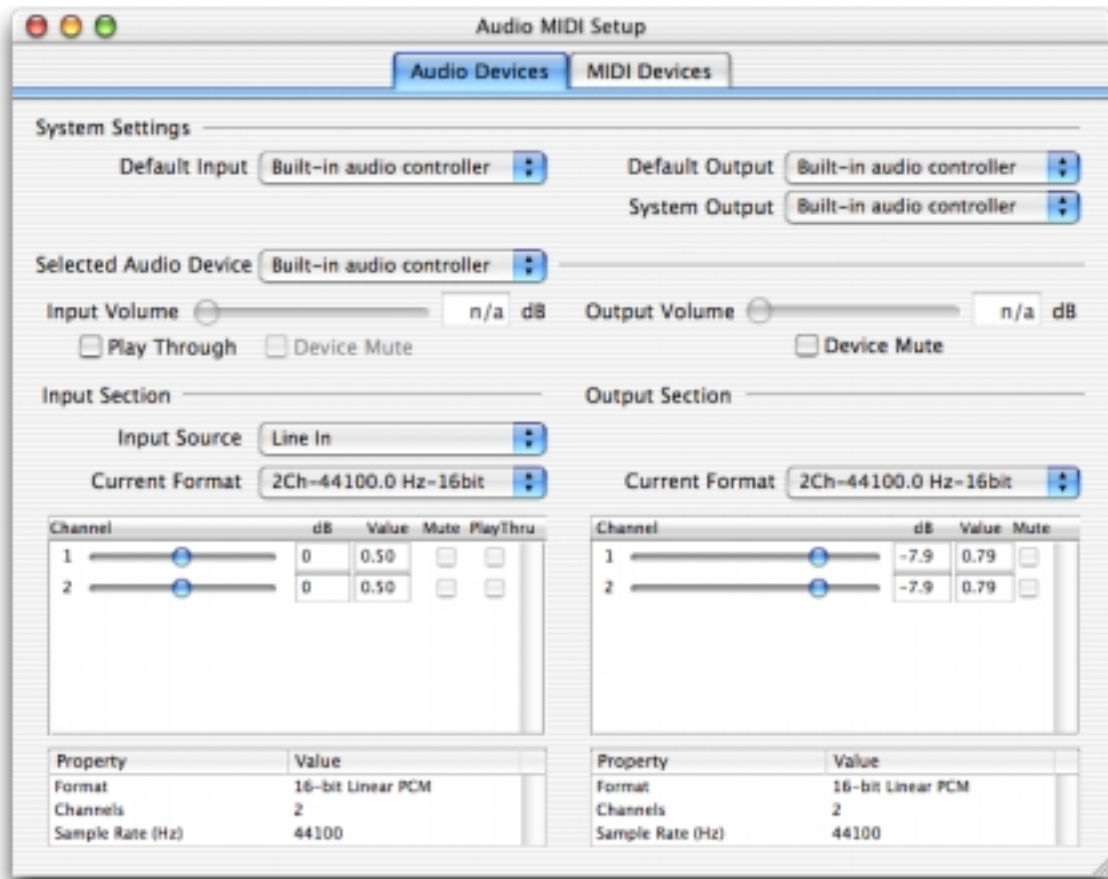 Audio MIDI Setup
Audio Devices MIDI Devices
System Settings
Default Input Built-in audio controller Default Output Built-in audio controller
System Output Built-in audio controller
Selected Audio Device Built-in audio controller
Input Volume n/a dB Output Volume n/a dB
Play Through Device Mute Device Mute
Input Section Output Section
Input Source Line In
Current Format 2Ch-44100.0 Hz-16bit Current Format 2Ch-44100.0 Hz-16bit
Channel dB Value Mute PlayThru Channel dB Value Mute
1 0 0.50 1 -7.9 0.79
2 0 0.50 2 -7.9 0.79
Property Value Property Value
Format 16-bit Linear PCM Format 16-bit Linear PCM
Channels 2 Channels 2
Sample Rate (Hz) 44100 Sample Rate (Hz) 44100